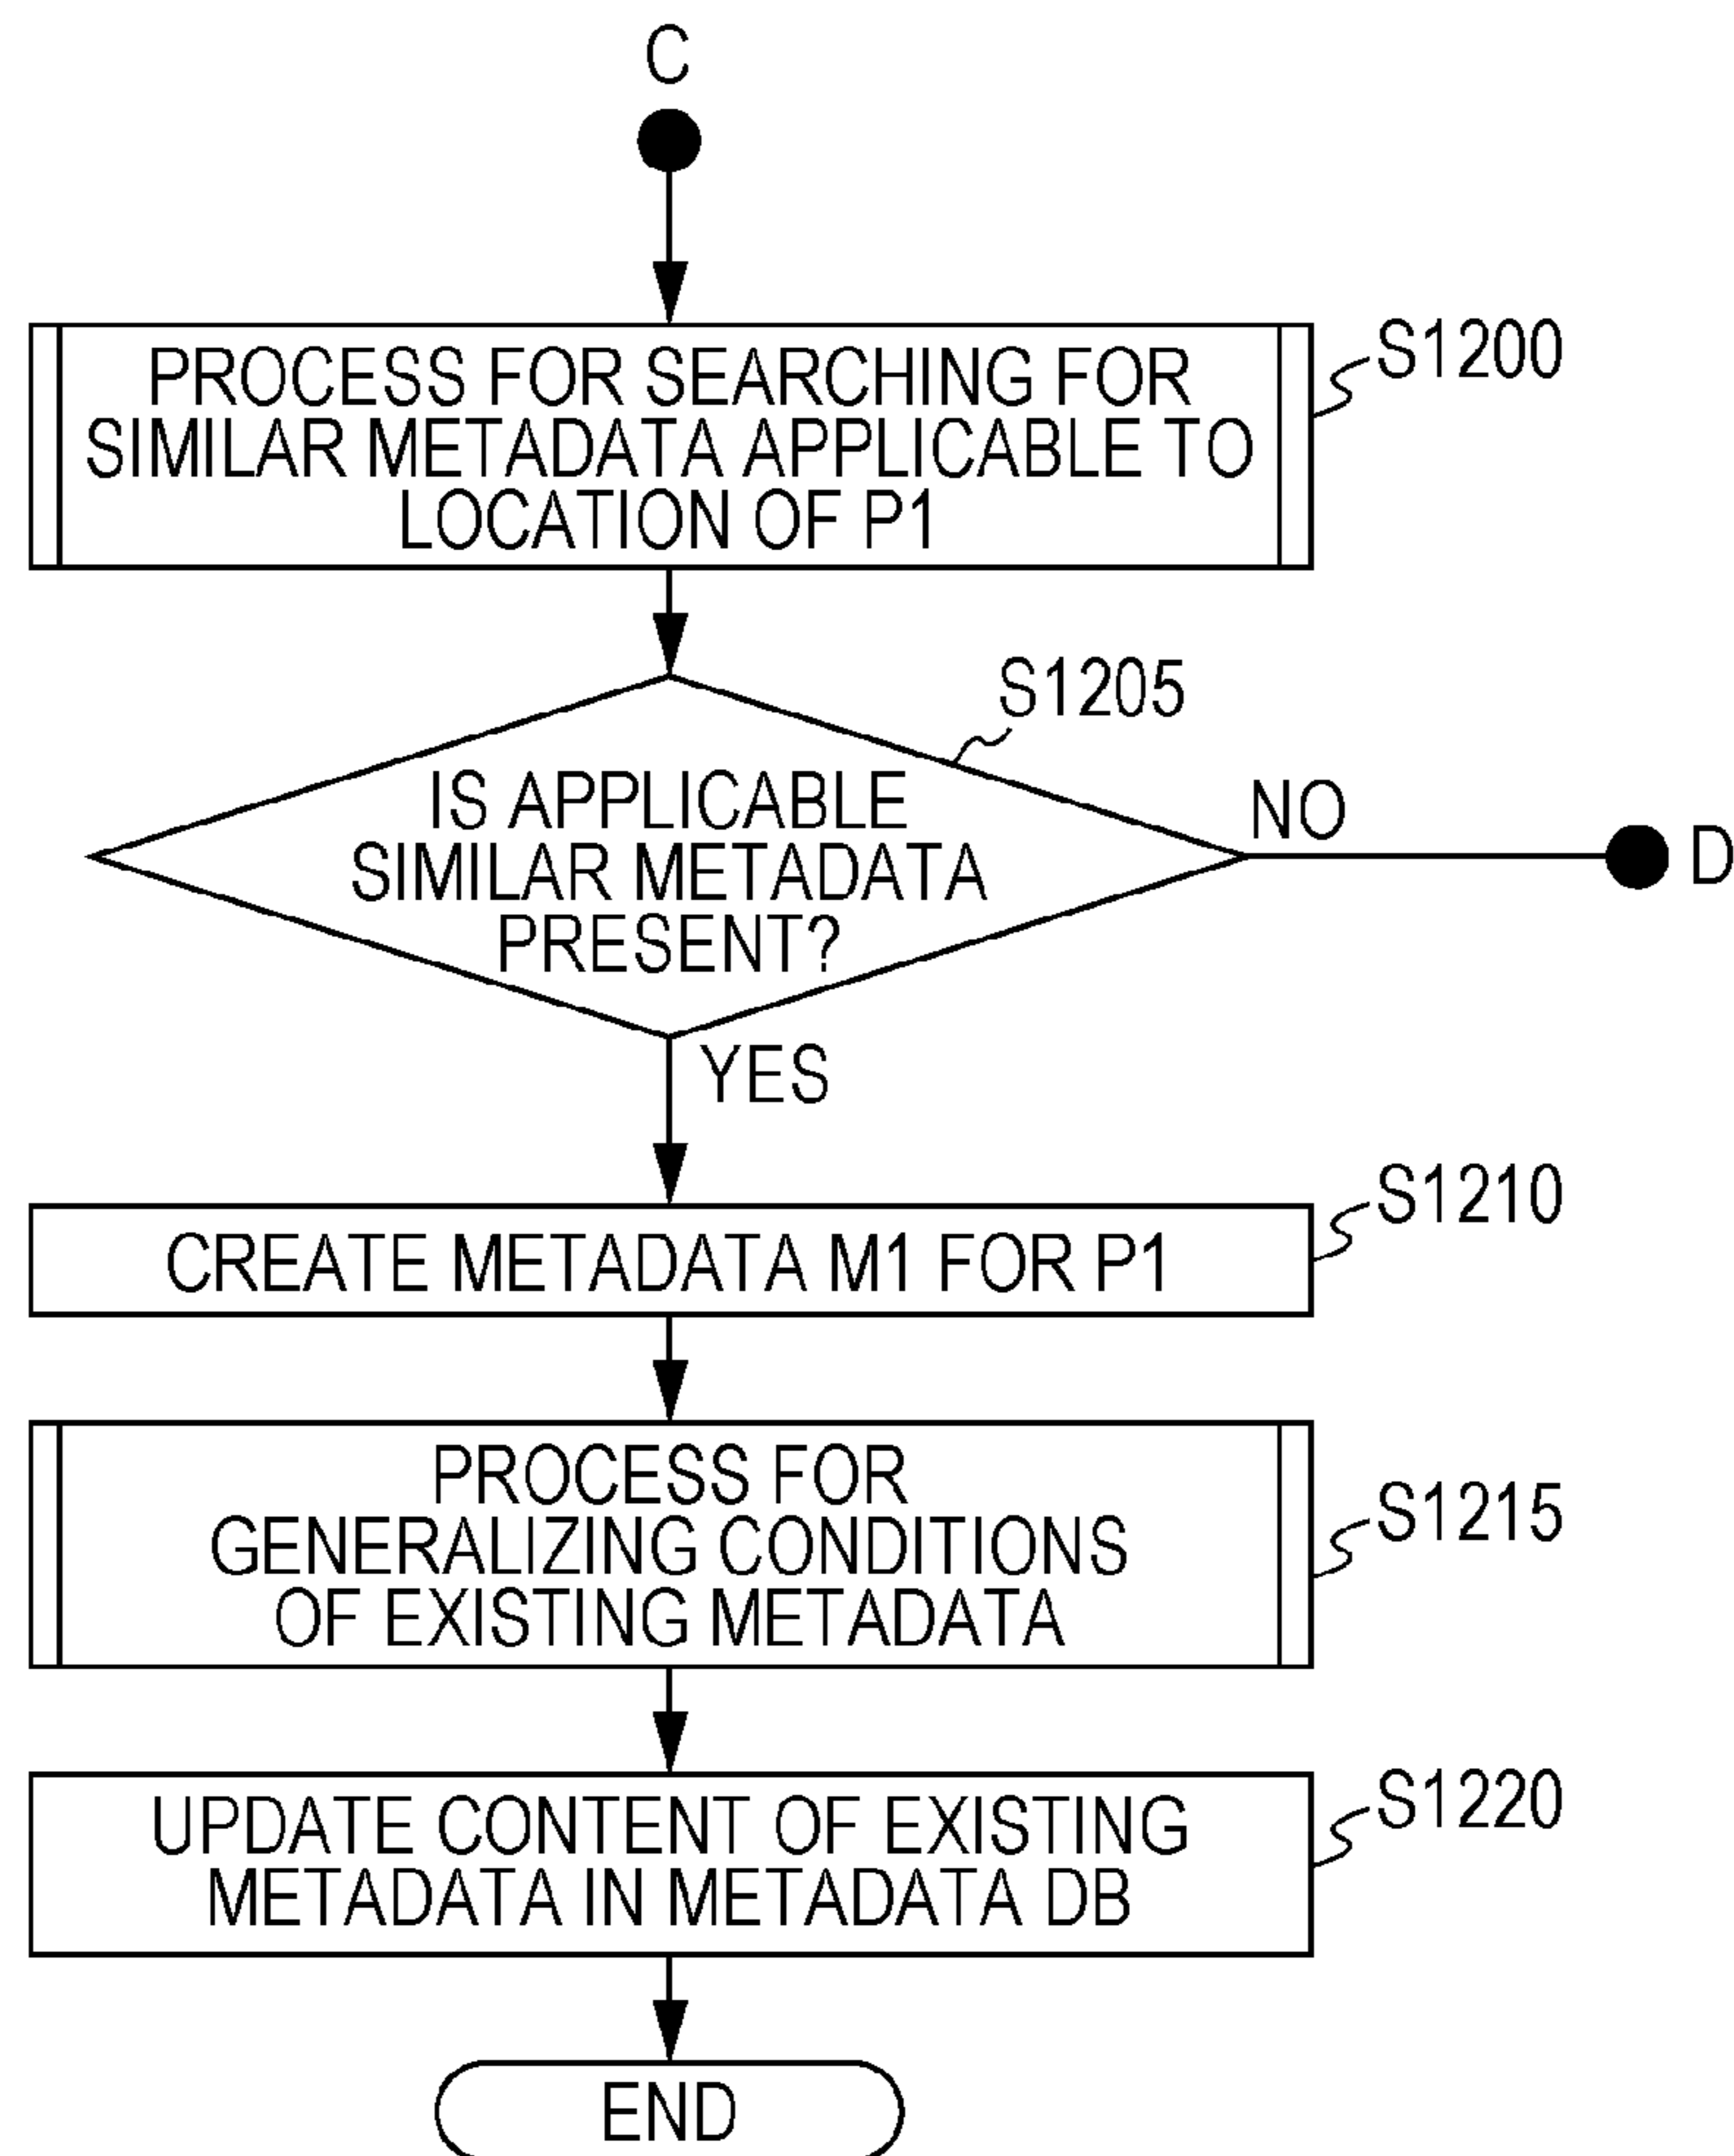 C
PROCESS FOR SEARCHING FOR
SIMILAR METADATA APPLICABLE TO
LOCATION OF P1
S1200
S1205
IS APPLICABLE
SIMILAR METADATA
PRESENT?
NO
D
YES
CREATE METADATA M1 FOR P1
S1210
PROCESS FOR
GENERALIZING CONDITIONS
OF EXISTING METADATA
S1215
UPDATE CONTENT OF EXISTING
METADATA IN METADATA DB
S1220
END